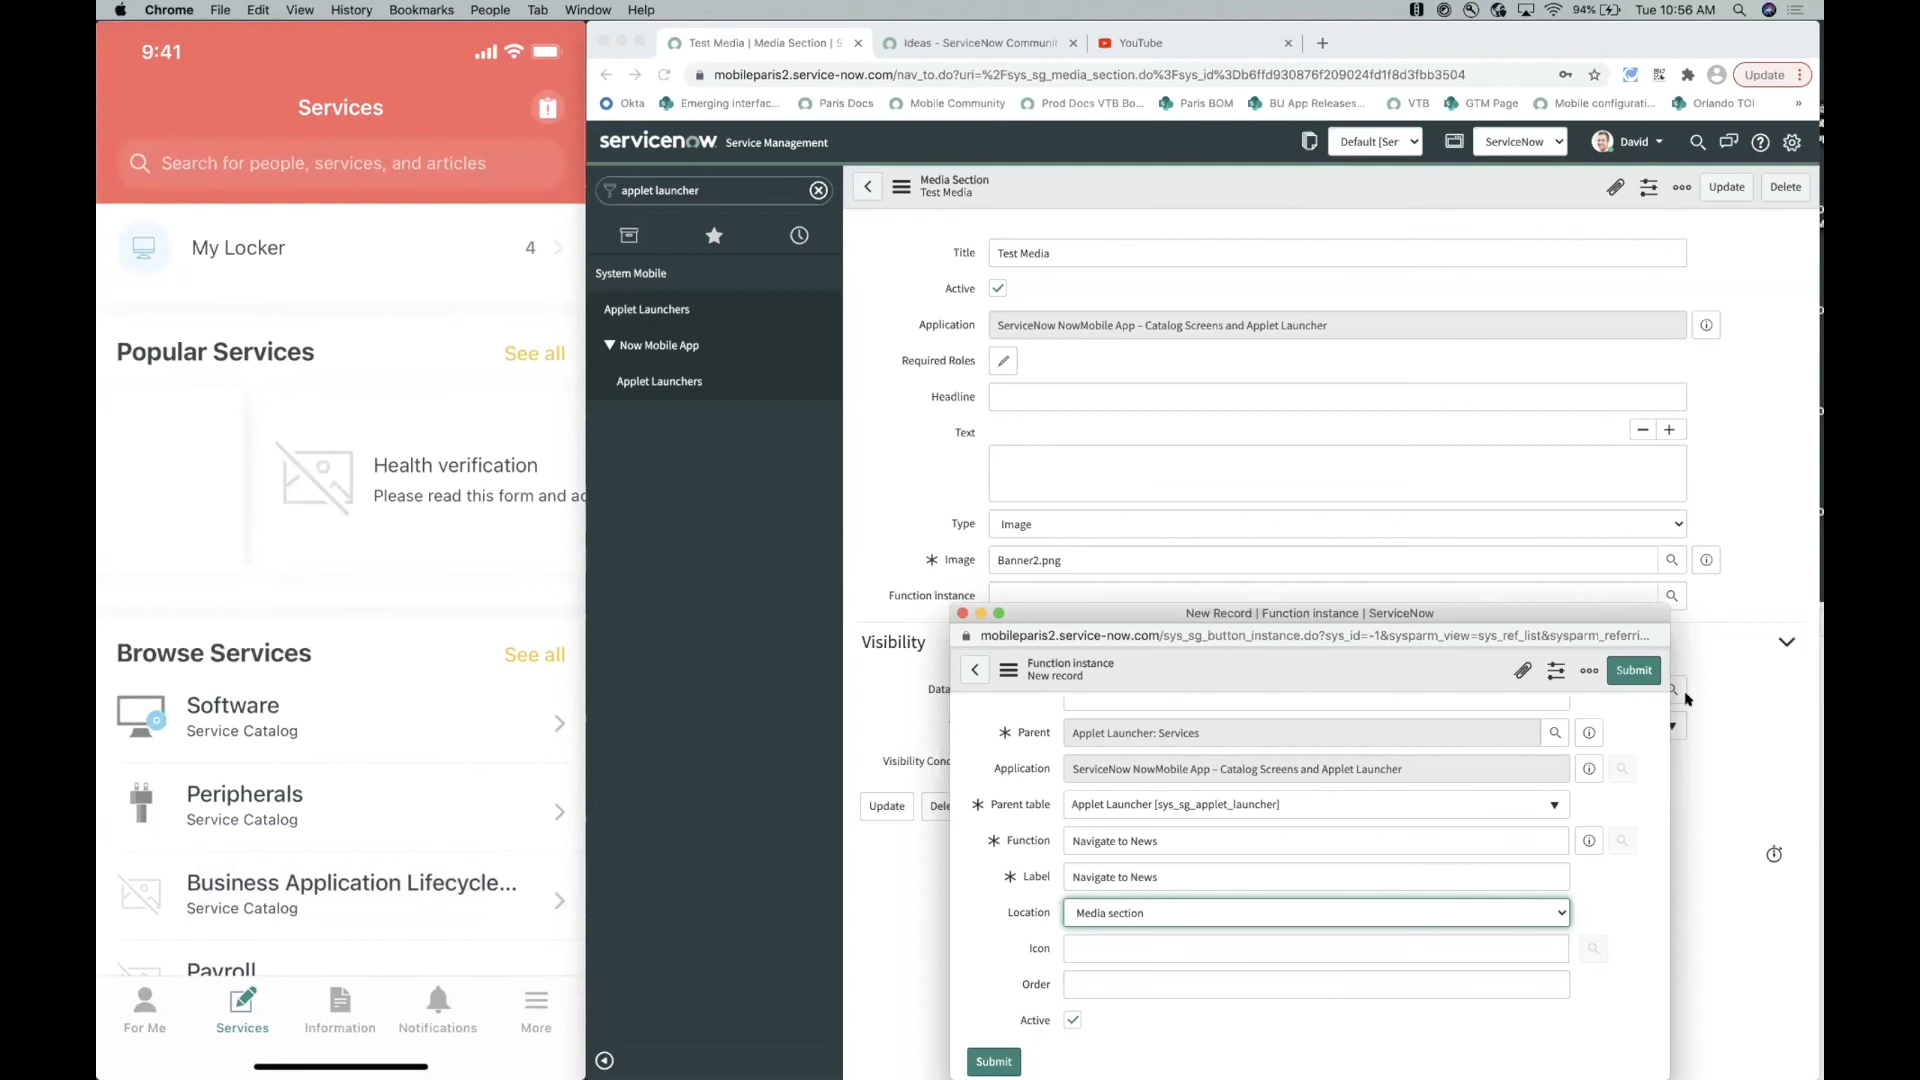 Chrome File Edit View History Bookmarks People Tab Window Help
94% Tue 10:56 AM
9:41
Services
Search for people, services, and articles
My Locker 4
Popular Services See all
Health verification
Please read this form and ac
Browse Services See all
Software
Service Catalog
Peripherals
Service Catalog
Business Application Lifecycle...
Service Catalog
Payroll
For Me Services Information Notifications More
Test Media | Media Section | S
Ideas - ServiceNow Communit
YouTube
mobileparis2.service-now.com/nav_to.do?uri=%2Fsys_sg_media_section.do%3Fsys_id%3Db6ffd930876f209024fd1f8d3fbb3504
Update
Okta Emerging Interfac... Paris Docs Mobile Community Prod Docs VTB Bo... Paris BOM BU App Releases... VTB GTM Page Mobile configurati... Orlando TOI »
servicenow Service Management
Default [Ser ServiceNow David
applet launcher
System Mobile
Applet Launchers
Now Mobile App
Applet Launchers
Media Section
Test Media
Update Delete
Title Test Media
Active
Application ServiceNow NowMobile App – Catalog Screens and Applet Launcher
Required Roles
Headline
Text
Type Image
Image Banner2.png
Function instance
Visibility
Data
Visibility Conc
Update Dele
New Record | Function instance | ServiceNow
mobileparis2.service-now.com/sys_sg_button_instance.do?sys_id=-1&sysparm_view=sys_ref_list&sysparm_referri...
Function instance
New record
Submit
Parent Applet Launcher: Services
Application ServiceNow NowMobile App – Catalog Screens and Applet Launcher
Parent table Applet Launcher [sys_sg_applet_launcher]
Function Navigate to News
Label Navigate to News
Location Media section
Icon
Order
Active
Submit